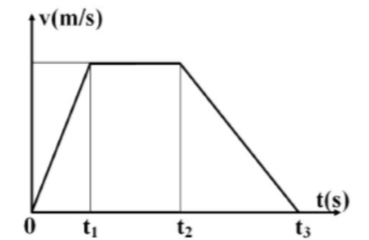 v(m/s)
t(s)
0 t₁ t₂ t₃